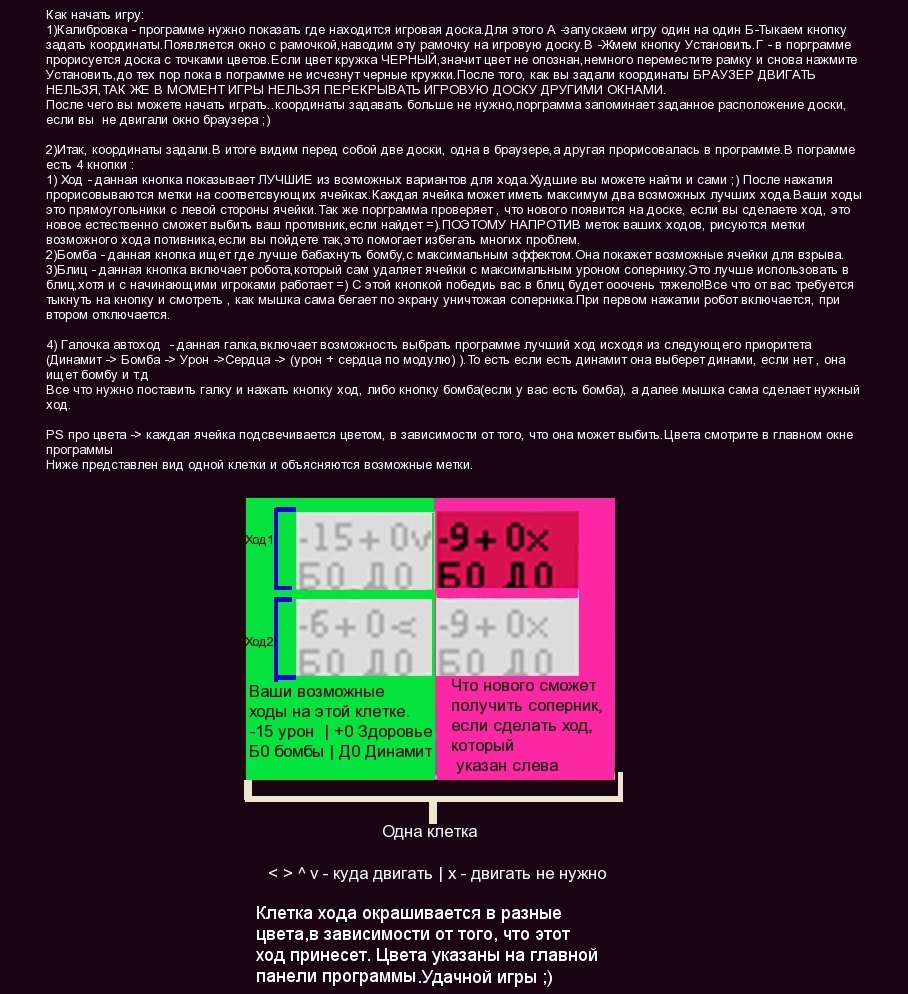 Как начать игру:
1)Калибровка - программе нужно показать где находится игровая доска.Для этого А -запускаем игру один на один Б-Тыкаем кнопку
задать координаты.Появляется окно с рамочкой,наводим эту рамочку на игровую доску.В -Жмем кнопку Установить.Г - в порграмме
прорисуется доска с точками цветов.Если цвет кружка ЧЕРНЫЙ,значит цвет не опознан,немного переместите рамку и снова нажмите
Установить,до тех пор пока в пограмме не исчезнут черные кружки.После того, как вы задали координаты БРАУЗЕР ДВИГАТЬ
НЕЛЬЗЯ,ТАК ЖЕ В МОМЕНТ ИГРЫ НЕЛЬЗЯ ПЕРЕКРЫВАТЬ ИГРОВУЮ ДОСКУ ДРУГИМИ ОКНАМИ.
После чего вы можете начать играть..координаты задавать больше не нужно,порграмма запоминает заданное расположение доски,
если вы не двигали окно браузера ;)
2)Итак, координаты задали.В итоге видим перед собой две доски, одна в браузере,а другая прорисовалась в программе.В пограмме
есть 4 кнопки :
1) Ход - данная кнопка показывает ЛУЧШИЕ из возможных вариантов для хода.Худшие вы можете найти и сами ;) После нажатия
прорисовываются метки на соответсвующих ячейках.Каждая ячейка может иметь максимум два возможных лучших хода.Ваши ходы
это прямоугольники с левой стороны ячейки.Так же порграмма проверяет , что нового появится на доске, если вы сделаете ход, это
новое естественно сможет выбить ваш противник,если найдет =).ПОЭТОМУ НАПРОТИВ меток ваших ходов, рисуются метки
возможного хода потивника,если вы пойдете так,это помогает избегать многих проблем.
2)Бомба - данная кнопка ищет где лучше бабахнуть бомбу,с максимальным эффектом.Она покажет возможные ячейки для взрыва.
3)Блиц - данная кнопка включает робота,который сам удаляет ячейки с максимальным уроном сопернику.Это лучше использовать в
блиц,хотя и с начинающими игроками работает =) С этой кнопкой победиь вас в блиц будет ооочень тяжело!Все что от вас требуется
тыкнуть на кнопку и смотреть , как мышка сама бегает по экрану уничтожая соперника.При первом нажатии робот включается, при
втором отключается.
4) Галочка автоход - данная галка,включает возможность выбрать программе лучший ход исходя из следующего приоритета
(Динамит -> Бомба -> Урон ->Сердца -> (урон + сердца по модулю) ).То есть если есть динамит она выберет динами, если нет , она
ищет бомбу и т.д
Все что нужно поставить галку и нажать кнопку ход, либо кнопку бомба(если у вас есть бомба), а далее мышка сама сделает нужный
ход.
PS про цвета -> каждая ячейка подсвечивается цветом, в зависимости от того, что она может выбить.Цвета смотрите в главном окне
программы
Ниже представлен вид одной клетки и объясняются возможные метки.
Ход1
-15+ 0v
Б0 Д0
-9+ 0x
Б0 Д0
Ход2
-6+ 0<
Б0 Д0
-9+ 0x
Б0 Д0
Ваши возможные
ходы на этой клетке.
-15 урон | +0 Здоровье
Б0 бомбы | Д0 Динамит
Что нового сможет
получить соперник,
если сделать ход,
который
указан слева
Одна клетка
< > ^ v - куда двигать | x - двигать не нужно
Клетка хода окрашивается в разные
цвета,в зависимости от того, что этот
ход принесет. Цвета указаны на главной
панели программы.Удачной игры ;)